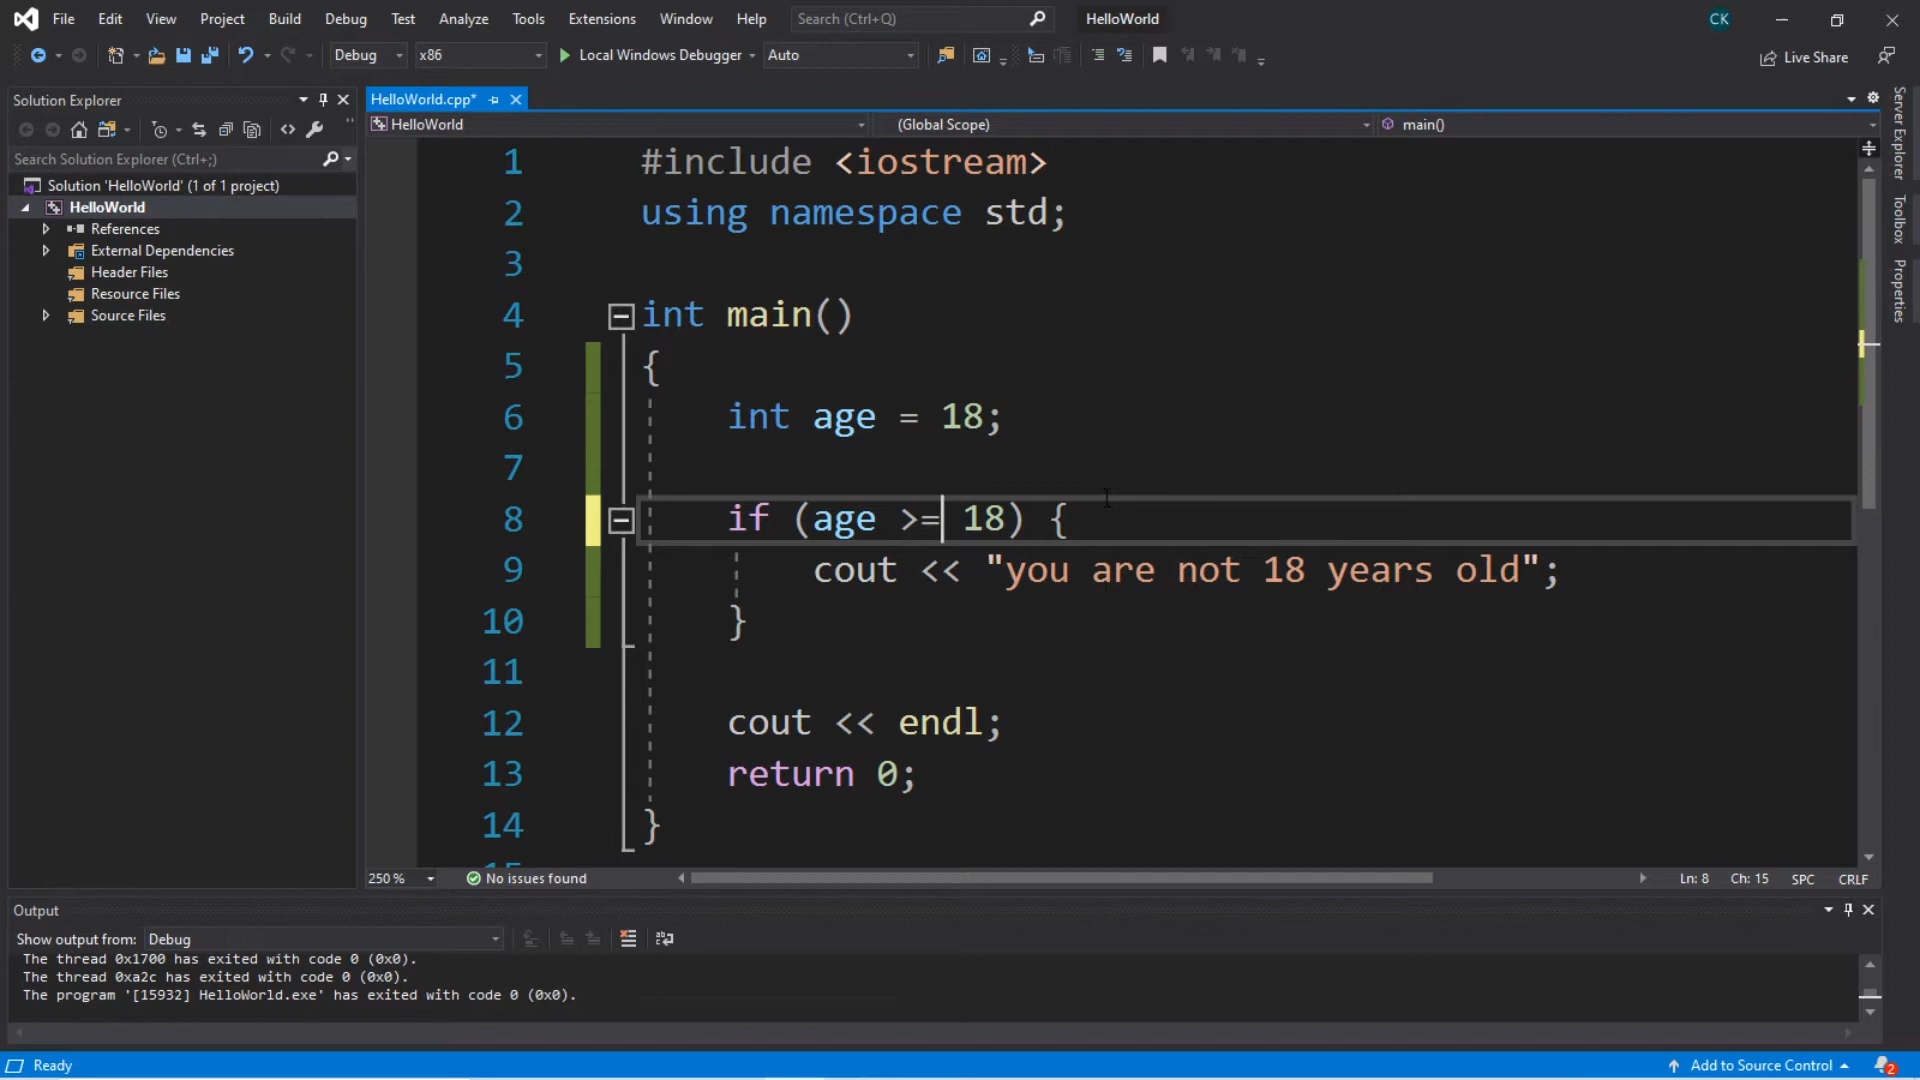 File Edit View Project Build Debug Test Analyze Tools Extensions Window Help Search (Ctrl+Q) HelloWorld CK
Debug x86 Local Windows Debugger Auto Live Share
Solution Explorer
Search Solution Explorer (Ctrl+;)
Solution 'HelloWorld' (1 of 1 project)
HelloWorld
References
External Dependencies
Header Files
Resource Files
Source Files
HelloWorld.cpp*
HelloWorld (Global Scope) main()
1 #include <iostream>
2 using namespace std;
3
4 int main()
5 {
6 int age = 18;
7
8 if (age >= 18) {
9 cout << "you are not 18 years old";
10 }
11
12 cout << endl;
13 return 0;
14 }
250 % No issues found Ln: 8 Ch: 15 SPC CRLF
Server Explorer
Toolbox
Properties
Output
Show output from: Debug
The thread 0x1700 has exited with code 0 (0x0).
The thread 0xa2c has exited with code 0 (0x0).
The program '[15932] HelloWorld.exe' has exited with code 0 (0x0).
Ready Add to Source Control 2